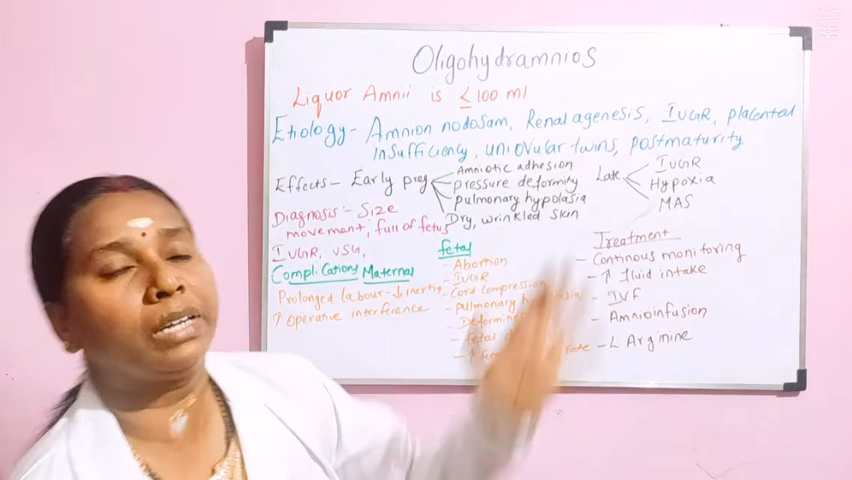 Oligohydramnios
Liquor Amnii is ≤ 100 ml
Etiology - Amnion nodosam, Renal agenesis, IUGR, placental
insufficiency, uniovular twins, postmaturity
Effects - Early preg
Amniotic adhesion
pressure deformity
pulmonary hypolasia
Dry, wrinkled skin
Late
IUGR
Hypoxia
MAS
Diagnosis - Size
movement, full of fetus
IUGR, USG,
Complications Maternal
Prolonged labour - ↓ inertia
↑ Operative interference
fetal
- Abortion
- IUGR
- Cord compression
- pulmonary
- fetal
- ↑
Treatment
- Continous monitoring
- ↑ fluid intake
- IVF
- Amnioinfusion
- L Arginine